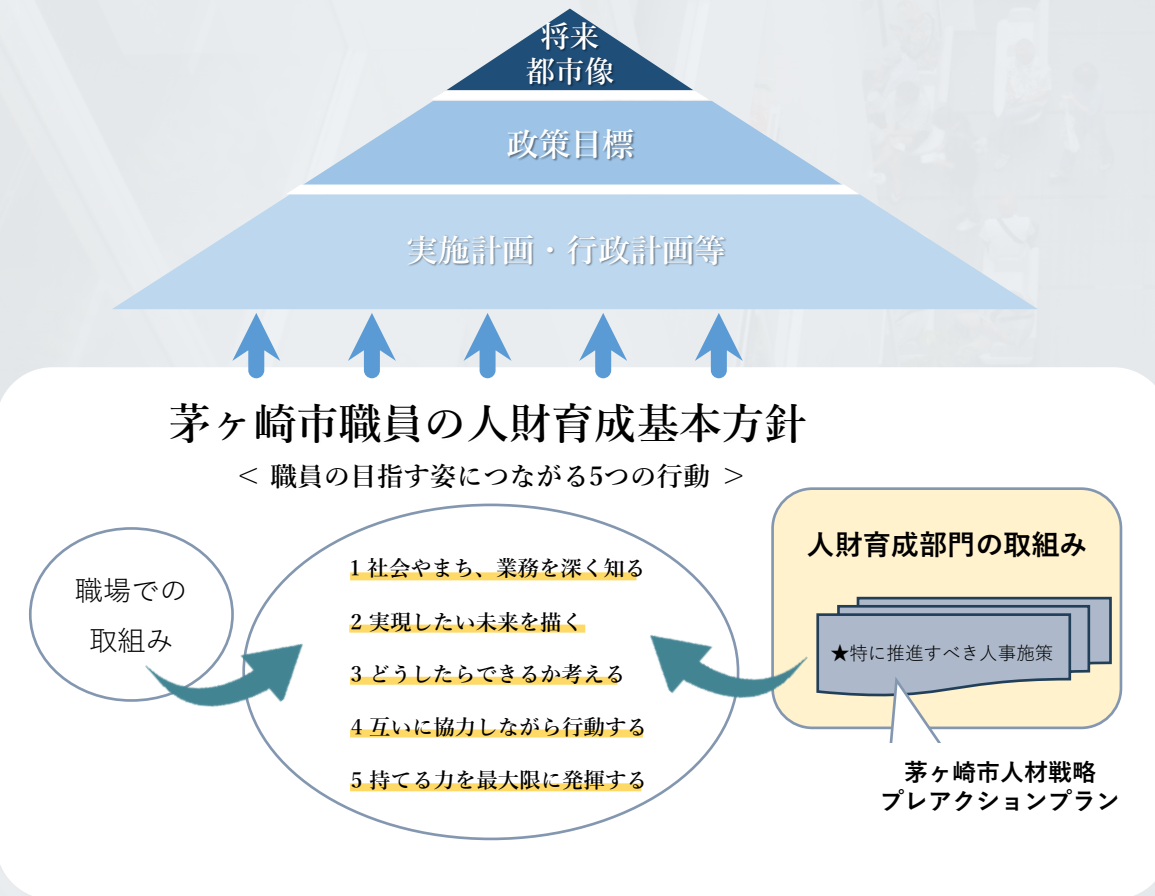 将来
都市像
政策目標
実施計画・行政計画等
茅ヶ崎市職員の人財育成基本方針
＜ 職員の目指す姿につながる5つの行動 ＞
職場での
取組み
1 社会やまち、業務を深く知る
2 実現したい未来を描く
3 どうしたらできるか考える
4 互いに協力しながら行動する
5 持てる力を最大限に発揮する
人財育成部門の取組み
★特に推進すべき人事施策
茅ヶ崎市人材戦略
プレアクションプラン